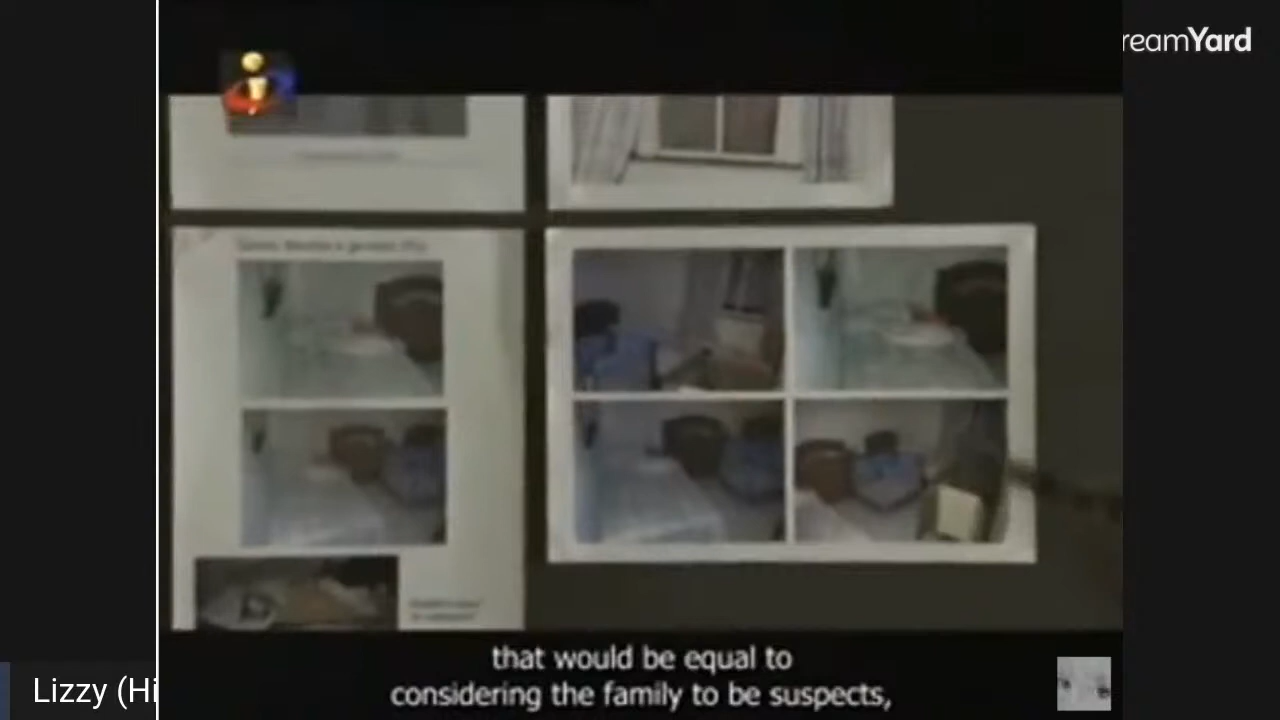 reamYard
that would be equal to
considering the family to be suspects,
Lizzy (Hi